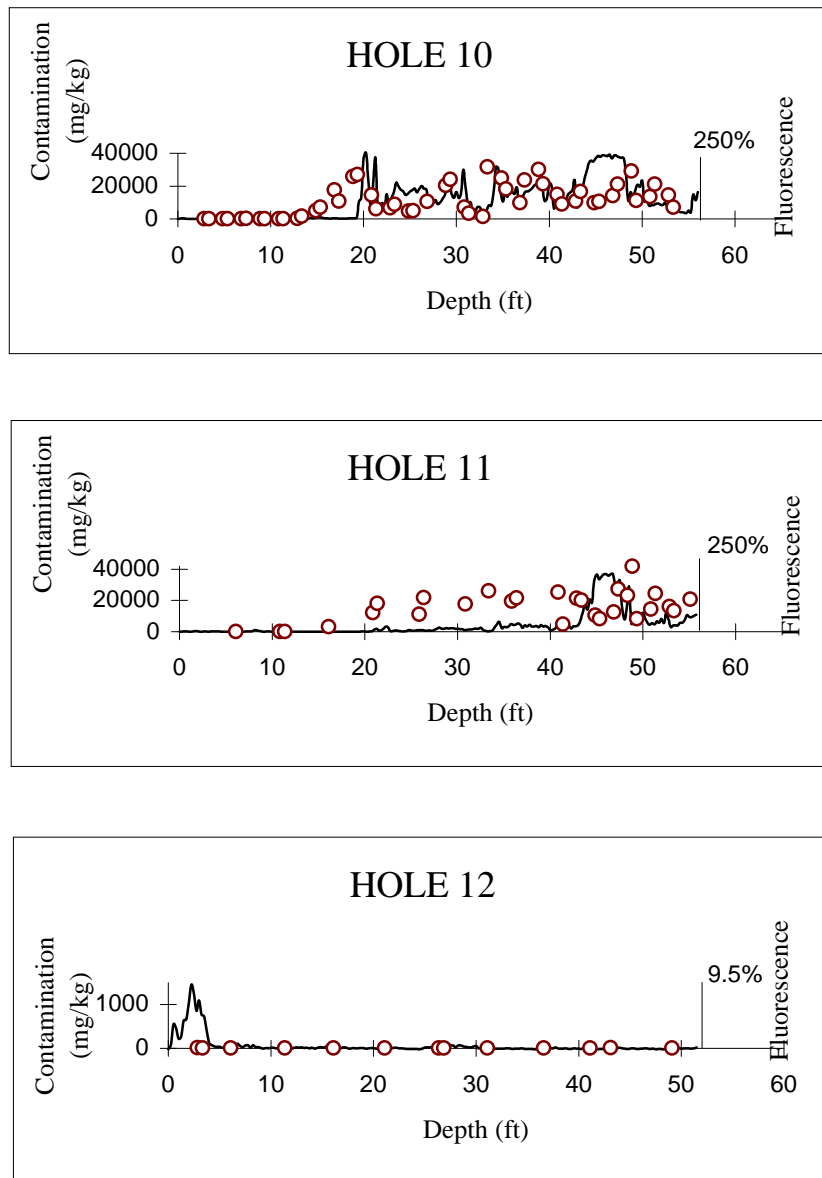 HOLE 10
Contamination
(mg/kg)
Fluorescence
250%
40000
20000
0
0 10 20 30 40 50 60
Depth (ft)
HOLE 11
Contamination
(mg/kg)
Fluorescence
250%
40000
20000
0
0 10 20 30 40 50 60
Depth (ft)
HOLE 12
Contamination
(mg/kg)
Fluorescence
9.5%
1000
0
0 10 20 30 40 50 60
Depth (ft)